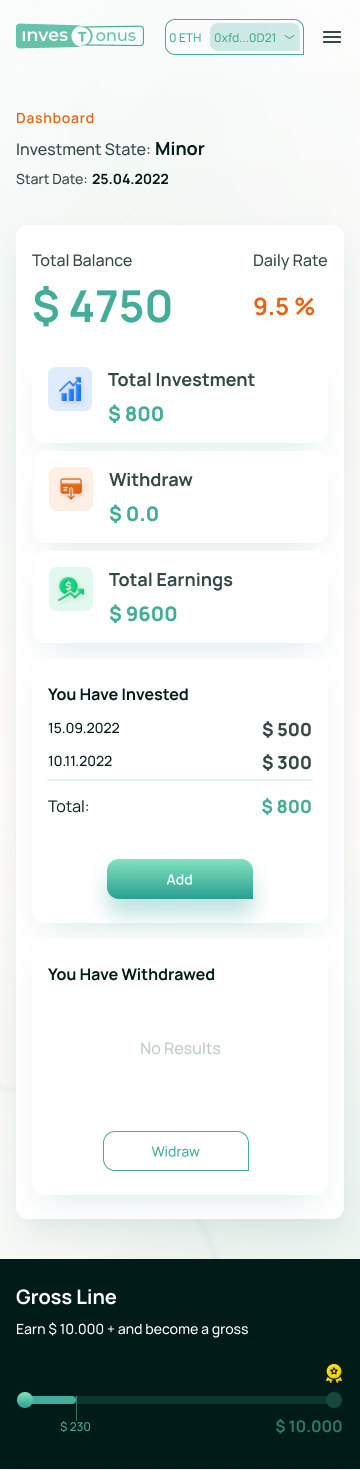 invesTonus
0 ETH 0xfd...0D21
Dashboard
Investment State: Minor
Start Date: 25.04.2022
Total Balance Daily Rate
$ 4750 9.5 %
Total Investment
$ 800
Withdraw
$ 0.0
Total Earnings
$ 9600
You Have Invested
15.09.2022 $ 500
10.11.2022 $ 300
Total: $ 800
Add
You Have Withdrawed
No Results
Widraw
Gross Line
Earn $ 10.000 + and become a gross
$ 230 $ 10.000